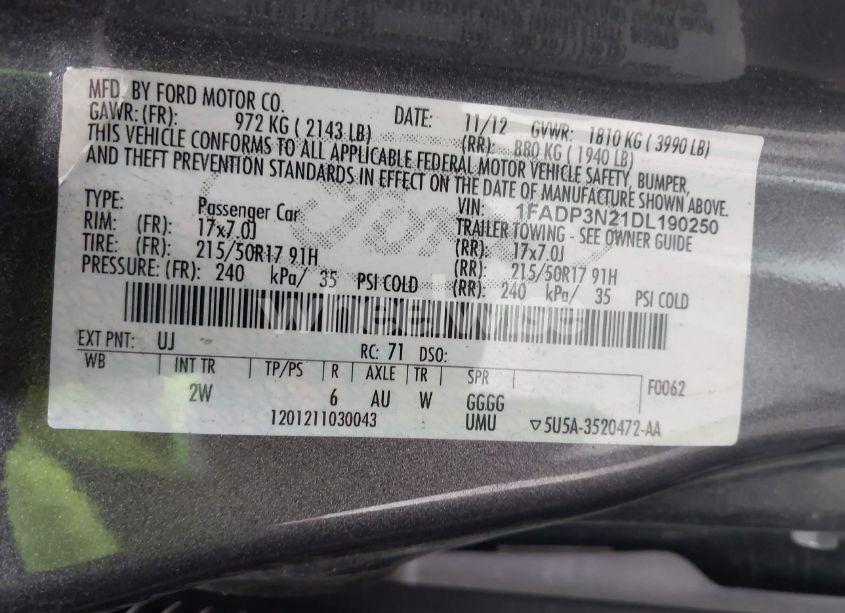 MFD. BY FORD MOTOR CO. DATE: 11/12 GVWR: 1810 KG ( 3990 LB)
GAWR: (FR): 972 KG ( 2143 LB) (RR): 880 KG ( 1940 LB)
THIS VEHICLE CONFORMS TO ALL APPLICABLE FEDERAL MOTOR VEHICLE SAFETY, BUMPER,
AND THEFT PREVENTION STANDARDS IN EFFECT ON THE DATE OF MANUFACTURE SHOWN ABOVE.
VIN: 1FADP3N21DL190250
TYPE: Passenger Car TRAILER TOWING - SEE OWNER GUIDE
RIM: (FR): 17x7.0J (RR): 17x7.0J
TIRE: (FR): 215/50R17 91H (RR): 215/50R17 91H
PRESSURE: (FR): 240 kPa/ 35 PSI COLD (RR): 240 kPa/ 35 PSI COLD
EXT PNT: UJ RC: 71 DSO:
WB INT TR TP/PS R AXLE TR SPR F0062
2W 6 AU W GGGG
1201211030043 UMU ▽5U5A-3520472-AA